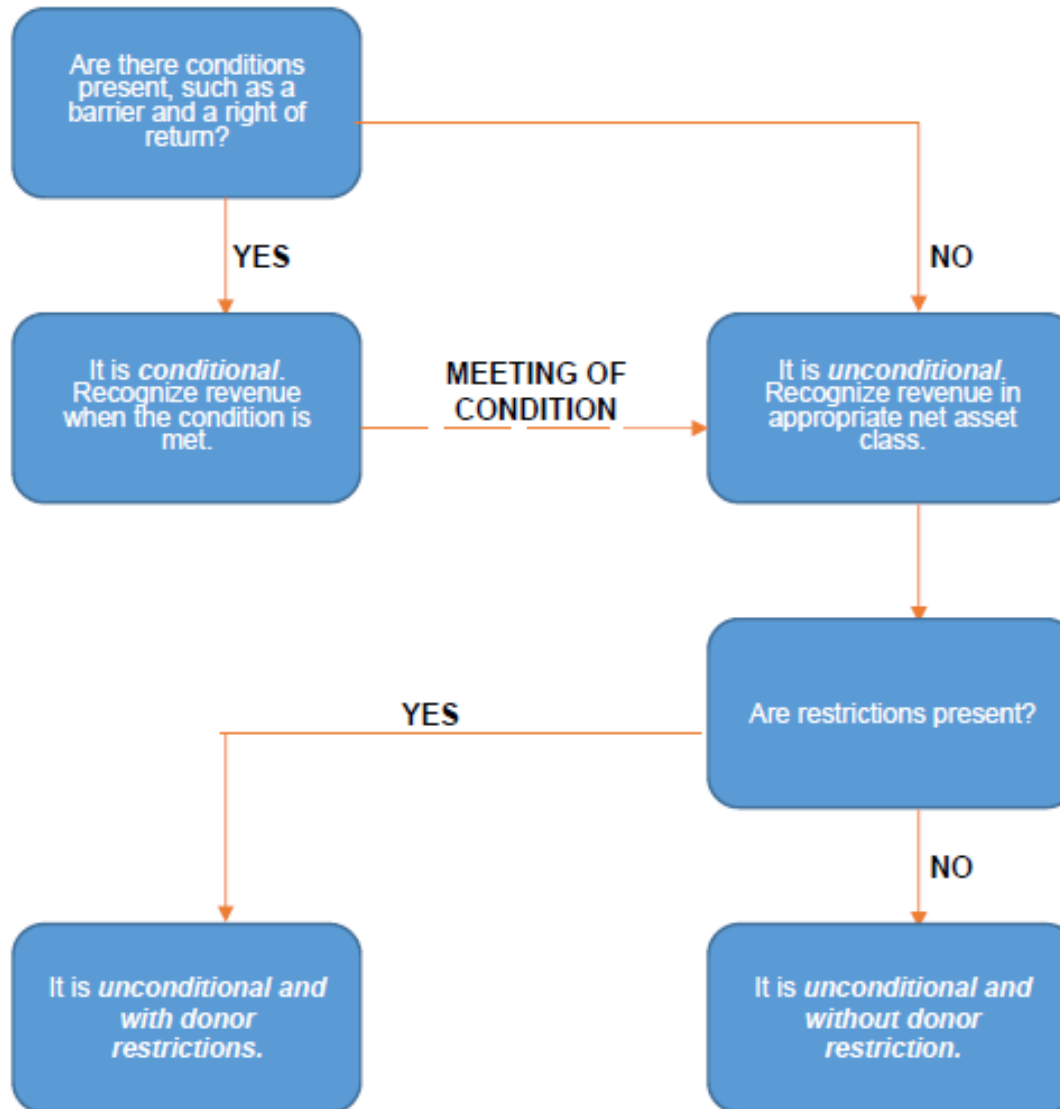 Are there conditions
present, such as a
barrier and a right of
return?
YES
NO
It is conditional.
Recognize revenue
when the condition is
met.
MEETING OF
CONDITION
It is unconditional.
Recognize revenue in
appropriate net asset
class.
Are restrictions present?
YES
NO
It is unconditional and
with donor
restrictions.
It is unconditional and
without donor
restriction.